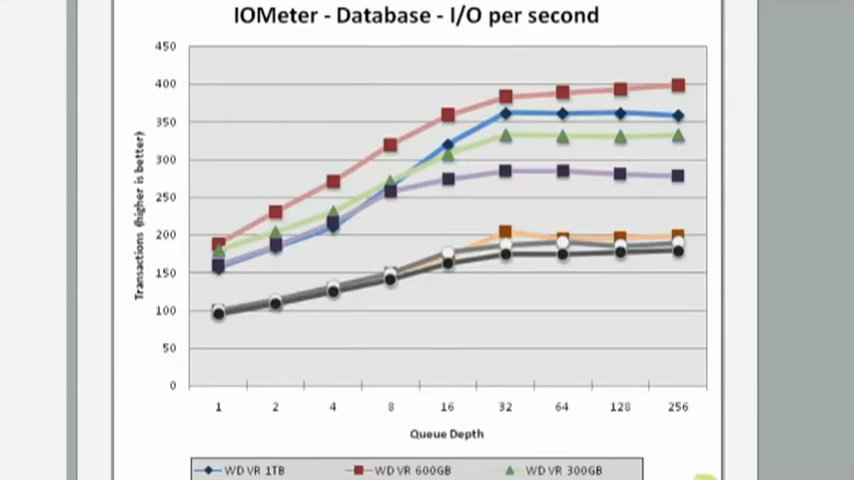 IOMeter - Database - I/O per second
450
400
350
300
250
200
150
100
50
0
Transactions (higher is better)
1 2 4 8 16 32 64 128 256
Queue Depth
WD VR 1TB WD VR 600GB WD VR 300GB